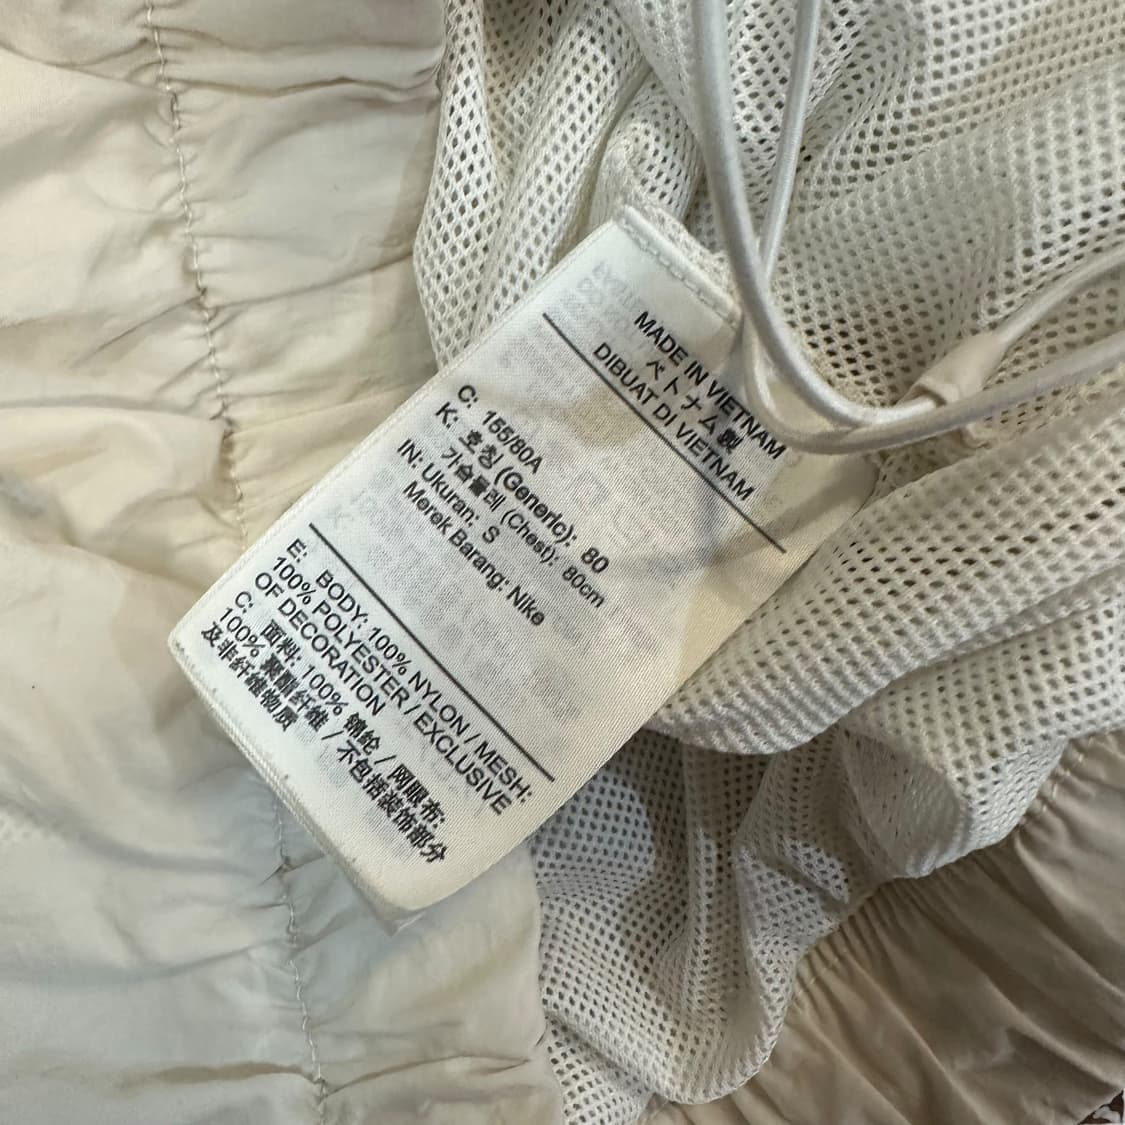 MADE IN VIETNAM
ベトナム製
DIBUAT DI VIETNAM
C: 155/80A
K: 호칭 (Generic): 80
가슴둘레 (Chest): 80cm
IN: Ukuran: S
Merek Barang: Nike
E: BODY: 100% NYLON / MESH:
100% POLYESTER / EXCLUSIVE
OF DECORATION
C: 面料: 100% 锦纶 / 网眼布:
100% 聚酯纤维 / 不包括装饰部分
及非纤维物质